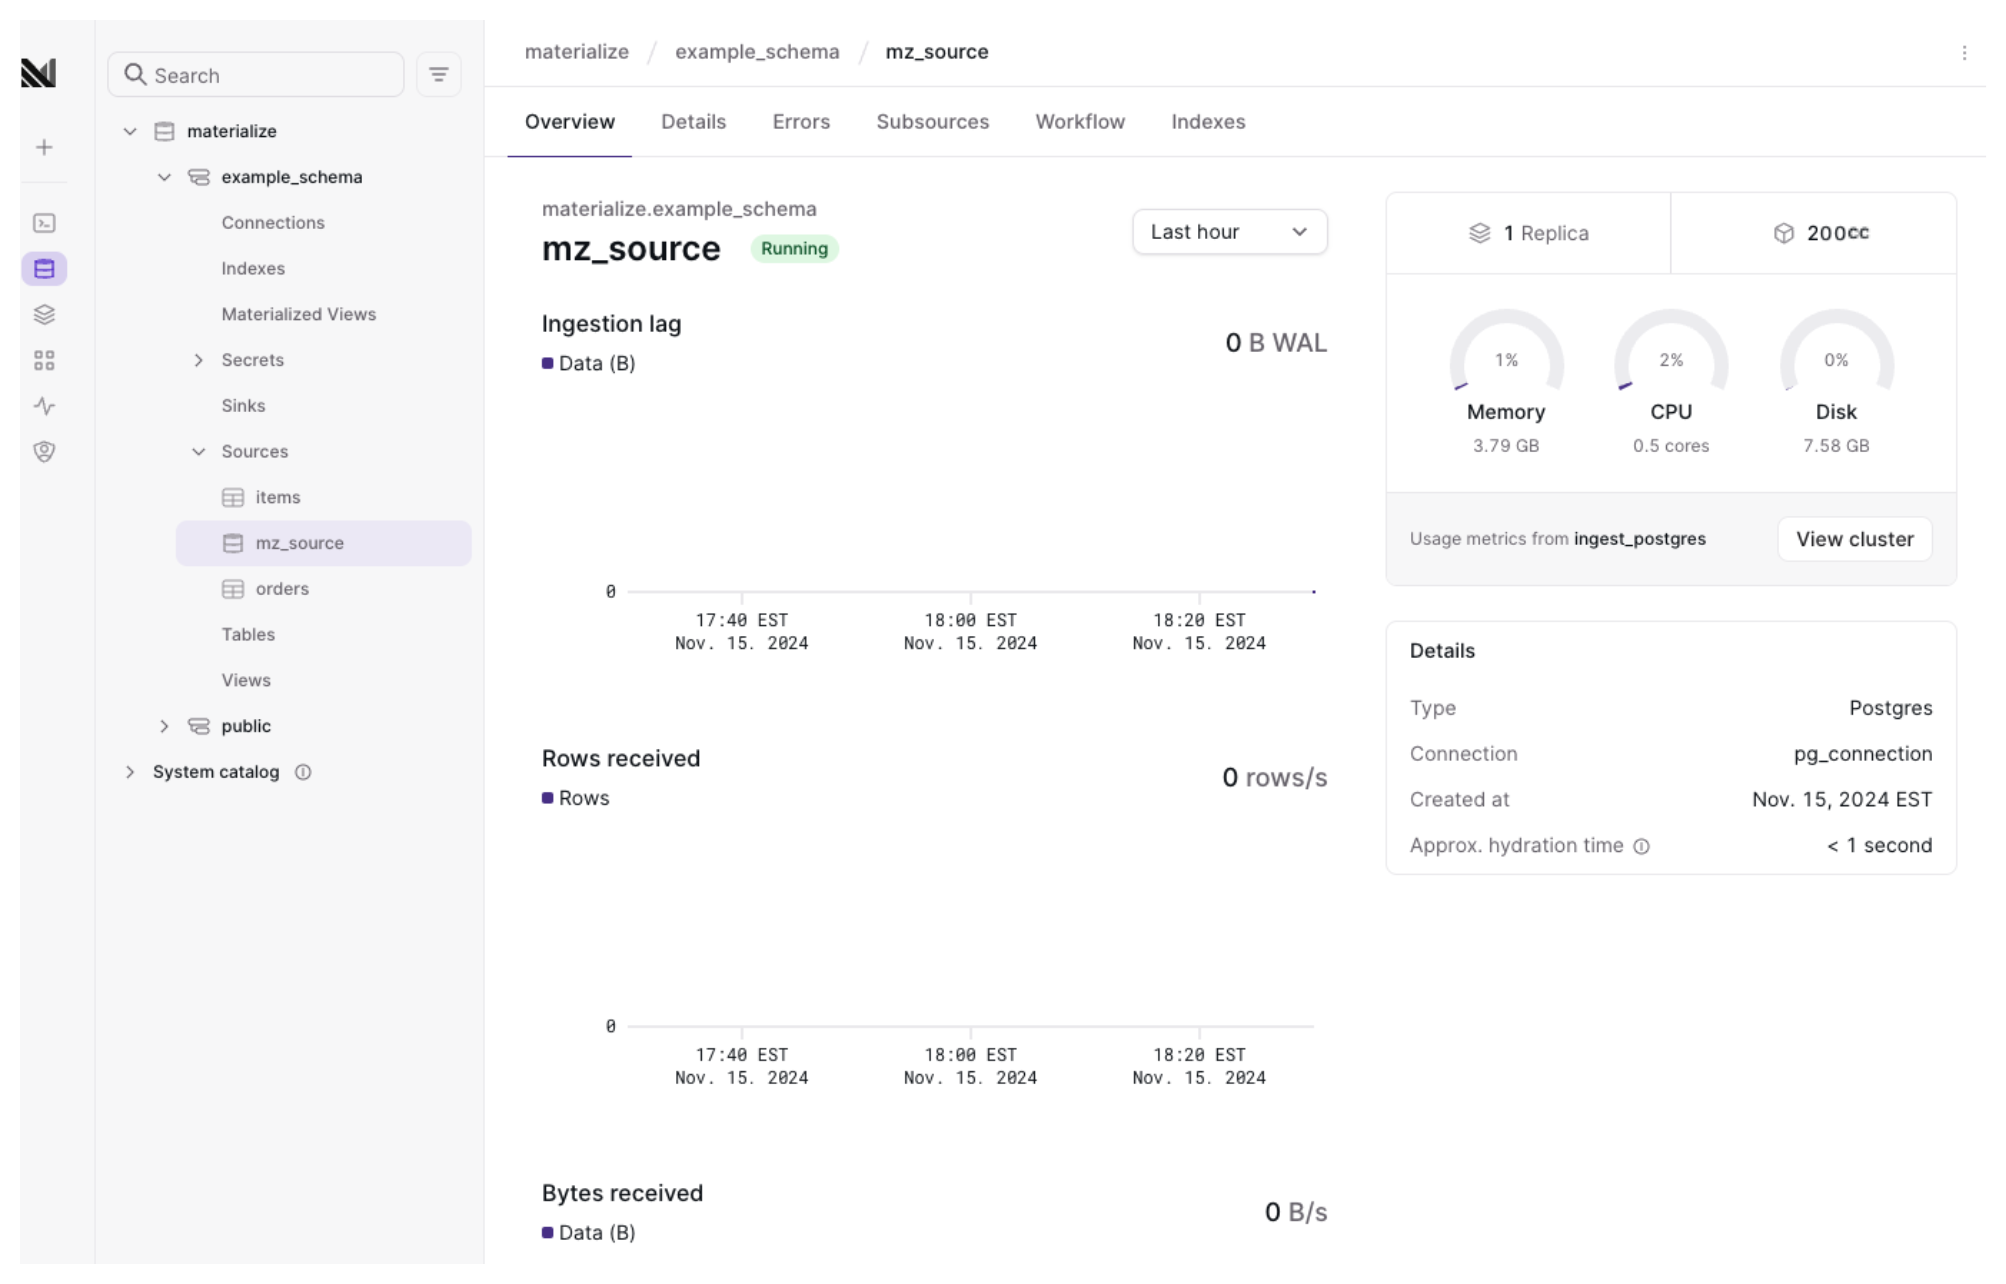 Search
materialize
example_schema
Connections
Indexes
Materialized Views
Secrets
Sinks
Sources
items
mz_source
orders
Tables
Views
public
System catalog
materialize / example_schema / mz_source
Overview Details Errors Subsources Workflow Indexes
materialize.example_schema
mz_source Running
Last hour
Ingestion lag
Data (B)
0 B WAL
0
17:40 EST 18:00 EST 18:20 EST
Nov. 15. 2024 Nov. 15. 2024 Nov. 15. 2024
Rows received
Rows
0 rows/s
0
17:40 EST 18:00 EST 18:20 EST
Nov. 15. 2024 Nov. 15. 2024 Nov. 15. 2024
Bytes received
Data (B)
0 B/s
1 Replica
200cc
1% 2% 0%
Memory CPU Disk
3.79 GB 0.5 cores 7.58 GB
Usage metrics from ingest_postgres
View cluster
Details
Type Postgres
Connection pg_connection
Created at Nov. 15, 2024 EST
Approx. hydration time < 1 second